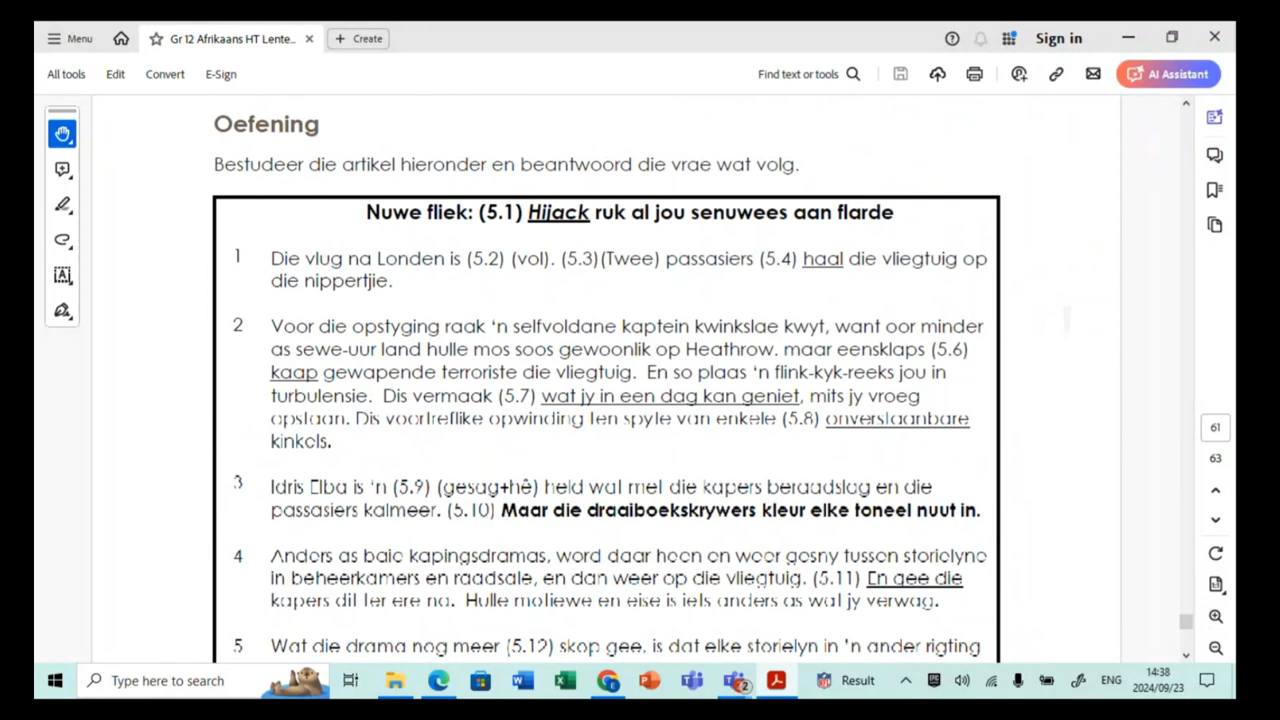 Menu
Gr 12 Afrikaans HT Lente...
Create
Sign in
All tools
Edit
Convert
E-Sign
Find text or tools
AI Assistant
Oefening
Bestudeer die artikel hieronder en beantwoord die vrae wat volg.
Nuwe fliek: (5.1) Hijack ruk al jou senuwees aan flarde
1 Die vlug na Londen is (5.2) (vol). (5.3)(Twee) passasiers (5.4) haal die vliegtuig op
die nippertjie.
2 Voor die opstyging raak 'n selfvoldane kaptein kwinkslae kwyt, want oor minder
as sewe-uur land hulle mos soos gewoonlik op Heathrow. maar eensklaps (5.6)
kaap gewapende terroriste die vliegtuig. En so plaas 'n flink-kyk-reeks jou in
turbulensie. Dis vermaak (5.7) wat jy in een dag kan geniet, mits jy vroeg
opstaan. Dis voortreflike opwinding ten spyte van enkele (5.8) onverstaanbare
kinkels.
3 Idris Elba is 'n (5.9) (gesag+hê) held wat met die kapers beraadslag en die
passasiers kalmeer. (5.10) Maar die draaiboekskrywers kleur elke toneel nuut in.
4 Anders as baie kapingsdramas, word daar heen en weer gesny tussen storielyne
in beheerkamers en raadsale, en dan weer op die vliegtuig. (5.11) En gee die
kapers dit ter ere na. Hulle motiewe en eise is iets anders as wat jy verwag.
5 Wat die drama nog meer (5.12) skop gee, is dat elke storielyn in 'n ander rigting
61
63
Type here to search
Result
ENG
14:38
2024/09/23